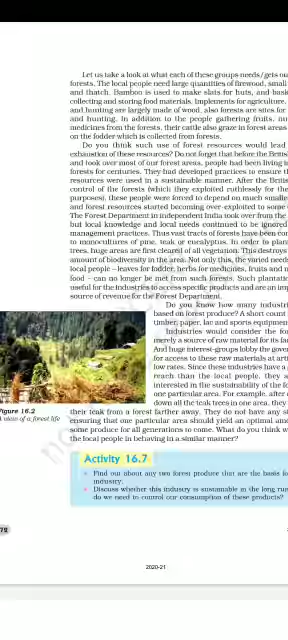 Let us take a look at what each of these groups needs/gets ou
forests. The local people need large quantities of firewood, small
and thatch. Bamboo is used to make slats for huts, and bask
collecting and storing food materials. Implements for agriculture,
and hunting are largely made of wood, also forests are sites for
and hunting. In addition to the people gathering fruits, nu
medicines from the forests, their cattle also graze in forest areas
on the fodder which is collected from forests.
Do you think such use of forest resources would lead
exhaustion of these resources? Do not forget that before the Britis
and took over most of our forest areas, people had been living in
forests for centuries. They had developed practices to ensure th
resources were used in a sustainable manner. After the British
control of the forests (which they exploited ruthlessly for the
purposes), these people were forced to depend on much smaller
and forest resources started becoming over-exploited to some
The Forest Department in independent India took over from the
but local knowledge and local needs continued to be ignored
management practices. Thus vast tracts of forests have been con
to monocultures of pine, teak or eucalyptus. In order to plan
trees, huge areas are first cleared of all vegetation. This destroys
amount of biodiversity in the area. Not only this, the varied needs
local people – leaves for fodder, herbs for medicines, fruits and n
food – can no longer be met from such forests. Such plantatio
useful for the industries to access specific products and are an imp
source of revenue for the Forest Department.
Do you know how many industri
based on forest produce? A short count
timber, paper, lac and sports equipmen
Industries would consider the fo
merely a source of raw material for its fac
And huge interest-groups lobby the gover
for access to these raw materials at arti
low rates. Since these industries have a
reach than the local people, they a
interested in the sustainability of the fo
one particular area. For example, after
down all the teak trees in one area, they
their teak from a forest farther away. They do not have any st
ensuring that one particular area should yield an optimal amo
some produce for all generations to come. What do you think w
the local people in behaving in a similar manner?
Figure 16.2
A view of a forest life
Activity 16.7
Find out about any two forest produce that are the basis fo
industry.
Discuss whether this industry is sustainable in the long run
do we need to control our consumption of these products?
72
2020-21